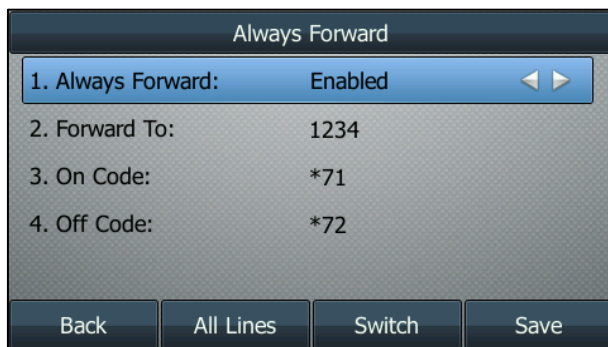 Always Forward
1. Always Forward: Enabled
2. Forward To: 1234
3. On Code: *71
4. Off Code: *72
Back All Lines Switch Save